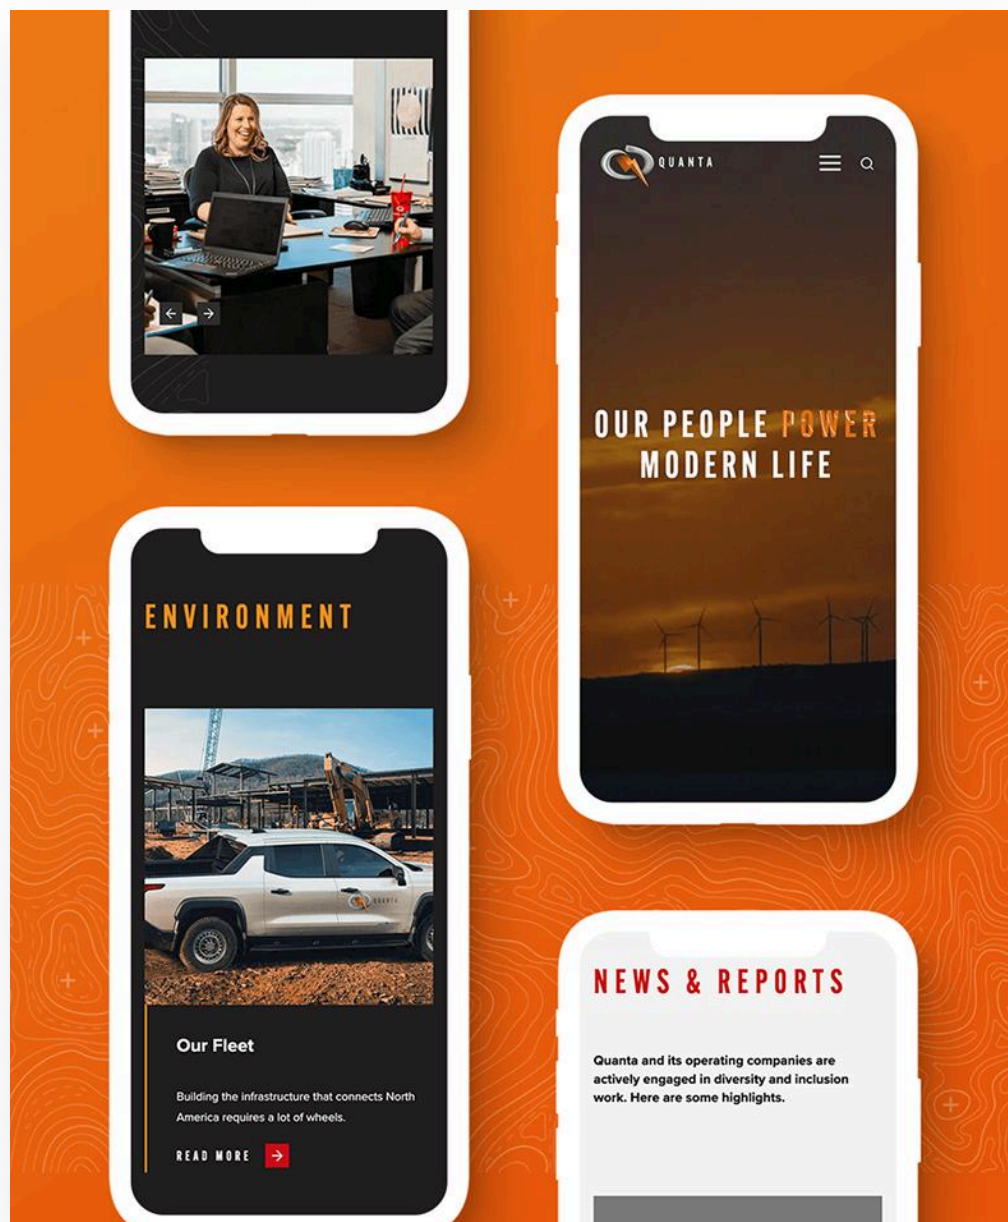 QUANTA
OUR PEOPLE POWER
MODERN LIFE
ENVIRONMENT
QUANTA
Our Fleet
Building the infrastructure that connects North
America requires a lot of wheels.
READ MORE
NEWS & REPORTS
Quanta and its operating companies are
actively engaged in diversity and inclusion
work. Here are some highlights.